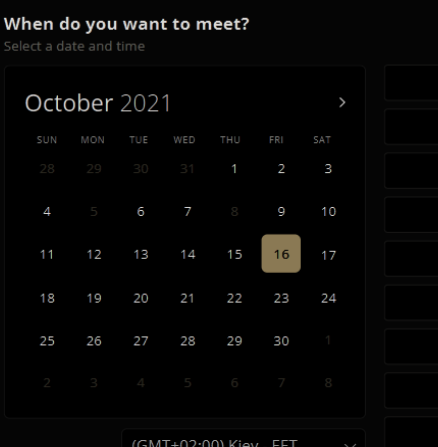 When do you want to meet?
Select a date and time
October 2021 >
SUN MON TUE WED THU FRI SAT
28 29 30 31 1 2 3
4 5 6 7 8 9 10
11 12 13 14 15 16 17
18 19 20 21 22 23 24
25 26 27 28 29 30 1
2 3 4 5 6 7 8
(GMT+02:00) Kiev EET